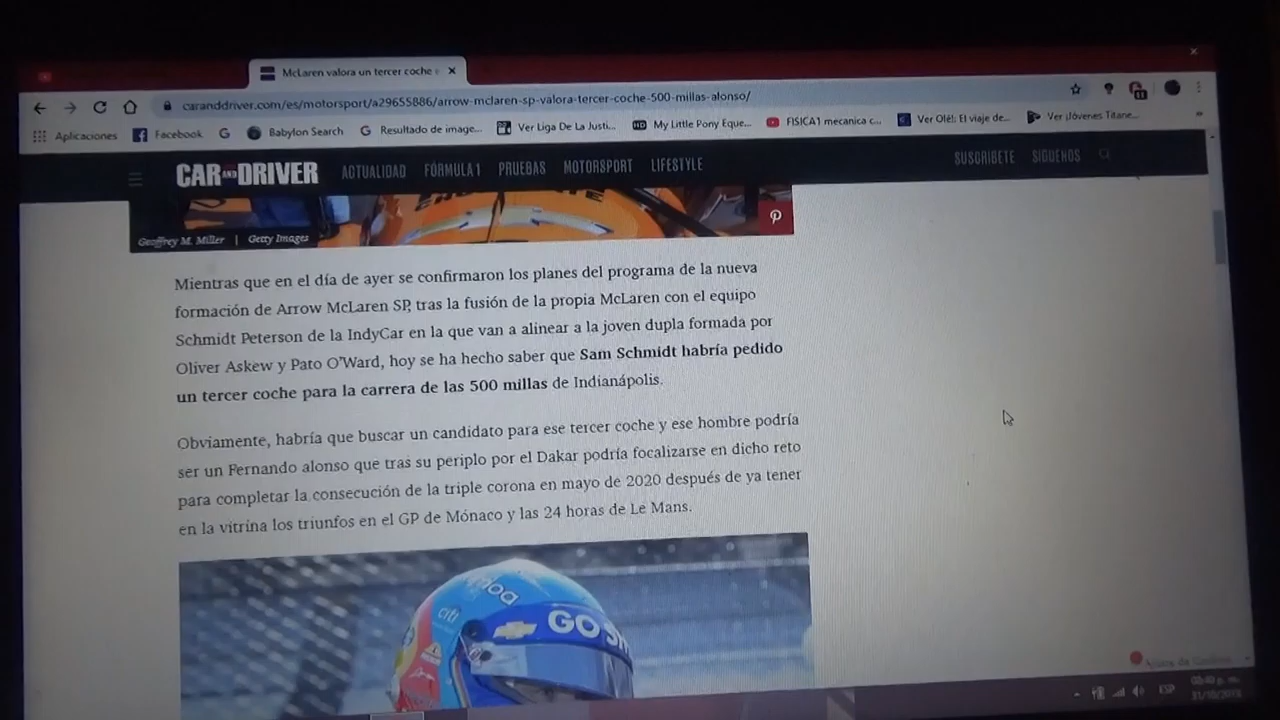 McLaren valora un tercer coche
caranddriver.com/es/motorsport/a29655886/arrow-mclaren-sp-valora-tercer-coche-500-millas-alonso/
Aplicaciones Facebook Babylon Search Resultado de image... Ver Liga De La Justi... My Little Pony Eque... FISICA1 mecanica c... Ver Olé!: El viaje de... Ver ¡Jóvenes Titane...
CAR AND DRIVER ACTUALIDAD FÓRMULA 1 PRUEBAS MOTORSPORT LIFESTYLE SUSCRÍBETE SÍGUENOS
Geoffrey M. Miller | Getty Images
Mientras que en el día de ayer se confirmaron los planes del programa de la nueva
formación de Arrow McLaren SP, tras la fusión de la propia McLaren con el equipo
Schmidt Peterson de la IndyCar en la que van a alinear a la joven dupla formada por
Oliver Askew y Pato O'Ward, hoy se ha hecho saber que Sam Schmidt habría pedido
un tercer coche para la carrera de las 500 millas de Indianápolis.
Obviamente, habría que buscar un candidato para ese tercer coche y ese hombre podría
ser un Fernando alonso que tras su periplo por el Dakar podría focalizarse en dicho reto
para completar la consecución de la triple corona en mayo de 2020 después de ya tener
en la vitrina los triunfos en el GP de Mónaco y las 24 horas de Le Mans.
citi
GO
ESP